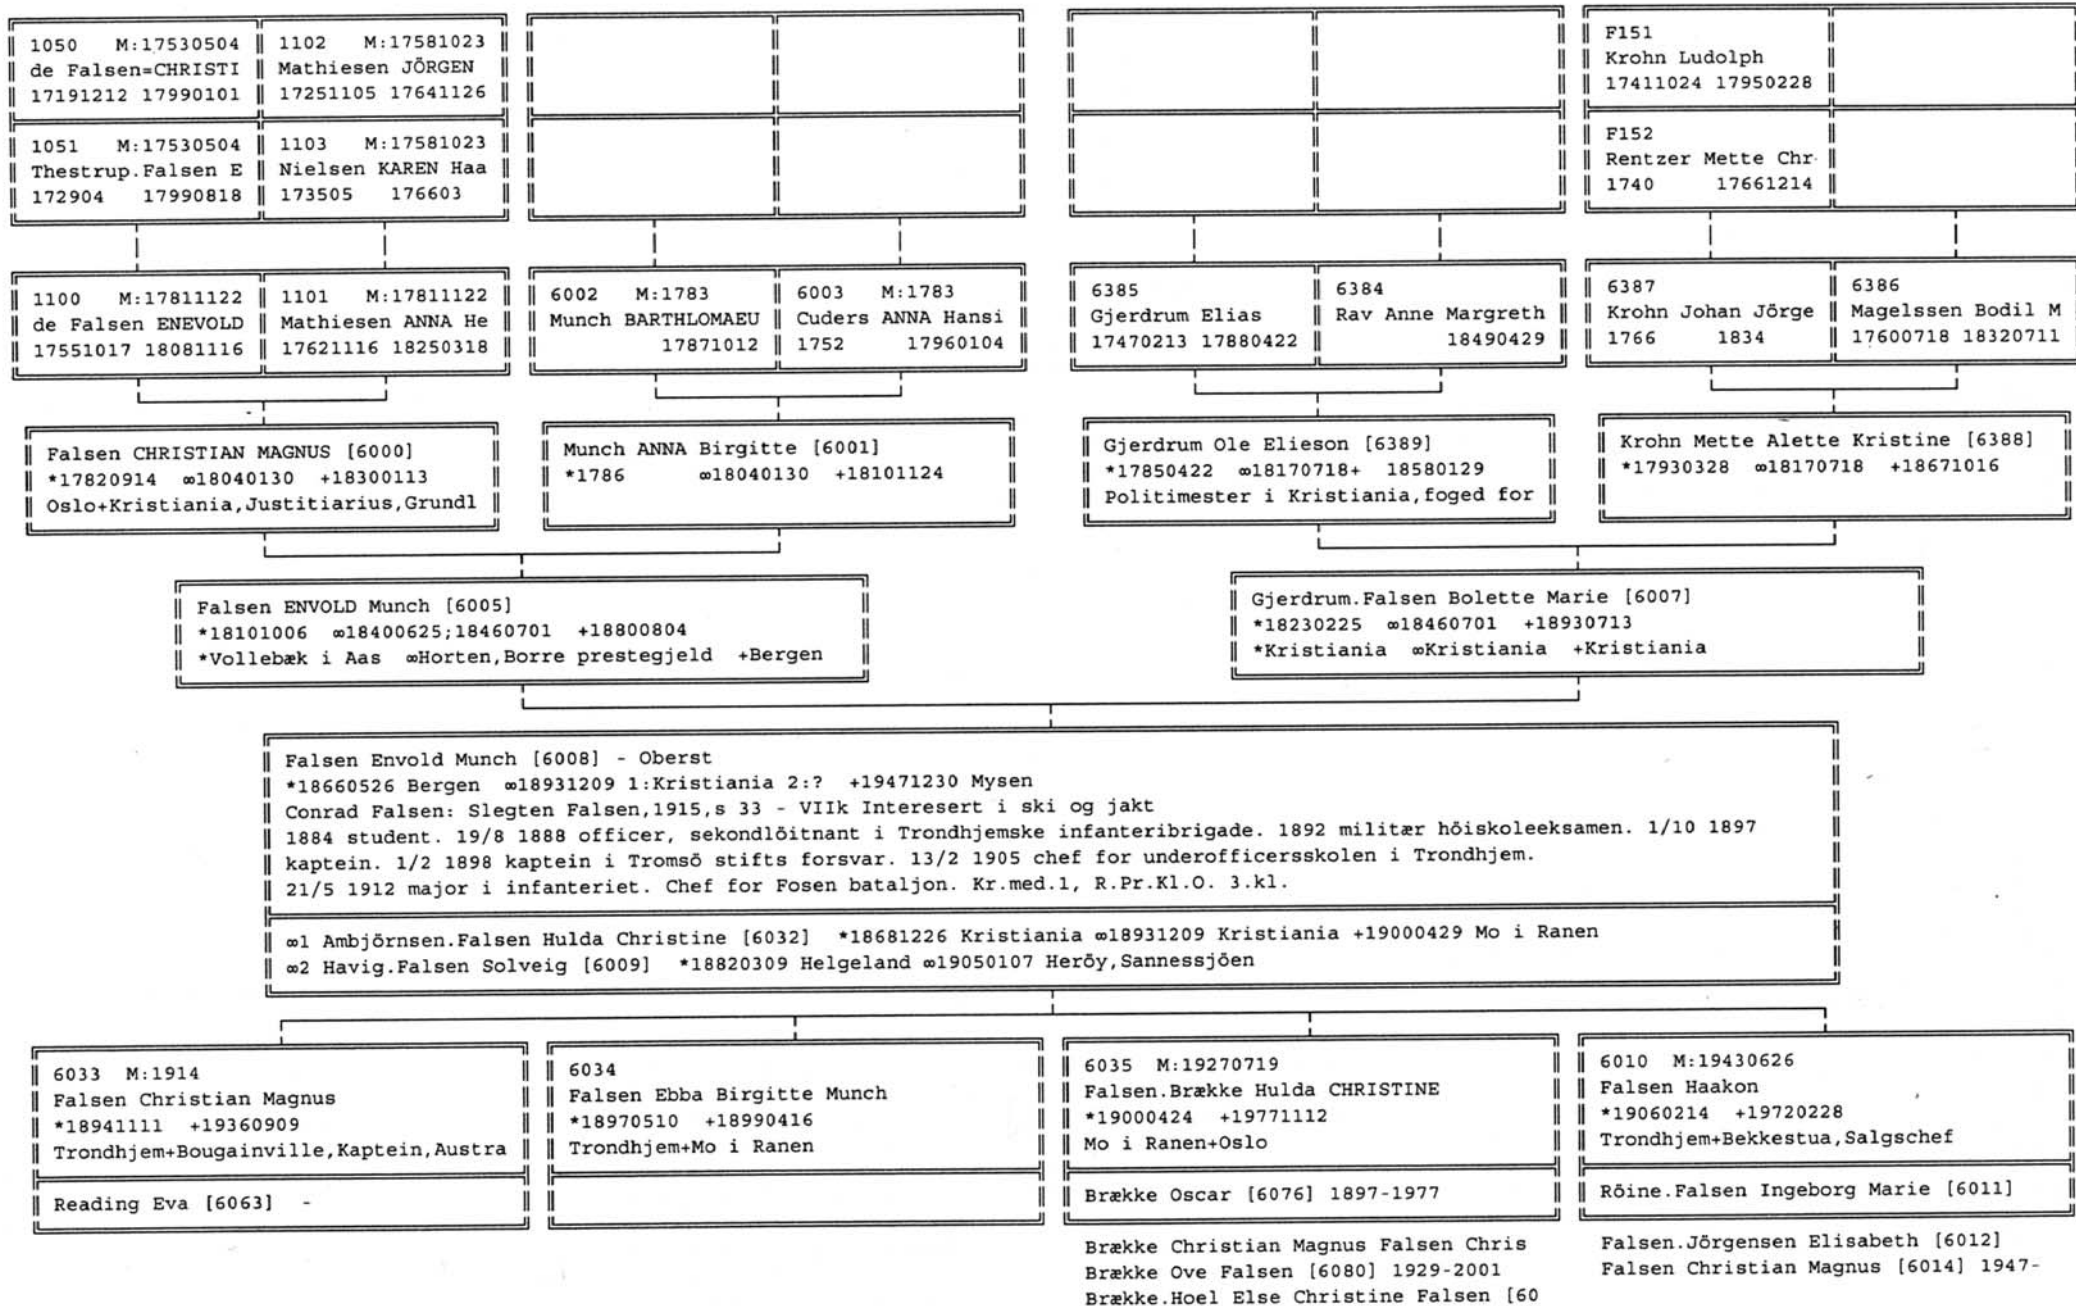 1050 M:17530504
de Falsen=CHRISTI
17191212 17990101
1102 M:17581023
Mathiesen JÖRGEN
17251105 17641126
F151
Krohn Ludolph
17411024 17950228
1051 M:17530504
Thestrup.Falsen E
172904 17990818
1103 M:17581023
Nielsen KAREN Haa
173505 176603
F152
Rentzer Mette Chr
1740 17661214
1100 M:17811122
de Falsen ENEVOLD
17551017 18081116
1101 M:17811122
Mathiesen ANNA He
17621116 18250318
6002 M:1783
Munch BARTHLOMAEU
17871012
6003 M:1783
Cuders ANNA Hansi
1752 17960104
6385
Gjerdrum Elias
17470213 17880422
6384
Rav Anne Margreth
18490429
6387
Krohn Johan Jörge
1766 1834
6386
Magelssen Bodil M
17600718 18320711
Falsen CHRISTIAN MAGNUS [6000]
*17820914 ∞18040130 +18300113
Oslo+Kristiania,Justitiarius,Grundl
Munch ANNA Birgitte [6001]
*1786 ∞18040130 +18101124
Gjerdrum Ole Elieson [6389]
*17850422 ∞18170718+ 18580129
Politimester i Kristiania,foged for
Krohn Mette Alette Kristine [6388]
*17930328 ∞18170718 +18671016
Falsen ENVOLD Munch [6005]
*18101006 ∞18400625;18460701 +18800804
*Vollebæk i Aas ∞Horten,Borre prestegjeld +Bergen
Gjerdrum.Falsen Bolette Marie [6007]
*18230225 ∞18460701 +18930713
*Kristiania ∞Kristiania +Kristiania
Falsen Envold Munch [6008] - Oberst
*18660526 Bergen ∞18931209 1:Kristiania 2:? +19471230 Mysen
Conrad Falsen: Slegten Falsen,1915,s 33 - VIIk Interesert i ski og jakt
1884 student. 19/8 1888 officer, sekondlöitnant i Trondhjemske infanteribrigade. 1892 militær höiskoleeksamen. 1/10 1897
kaptein. 1/2 1898 kaptein i Tromsö stifts forsvar. 13/2 1905 chef for underofficersskolen i Trondhjem.
21/5 1912 major i infanteriet. Chef for Fosen bataljon. Kr.med.1, R.Pr.Kl.O. 3.kl.
∞1 Ambjörnsen.Falsen Hulda Christine [6032] *18681226 Kristiania ∞18931209 Kristiania +19000429 Mo i Ranen
∞2 Havig.Falsen Solveig [6009] *18820309 Helgeland ∞19050107 Heröy,Sannessjöen
6033 M:1914
Falsen Christian Magnus
*18941111 +19360909
Trondhjem+Bougainville,Kaptein,Austra
Reading Eva [6063] -
6034
Falsen Ebba Birgitte Munch
*18970510 +18990416
Trondhjem+Mo i Ranen
6035 M:19270719
Falsen.Brække Hulda CHRISTINE
*19000424 +19771112
Mo i Ranen+Oslo
Brække Oscar [6076] 1897-1977
Brække Christian Magnus Falsen Chris
Brække Ove Falsen [6080] 1929-2001
Brække.Hoel Else Christine Falsen [60
6010 M:19430626
Falsen Haakon
*19060214 +19720228
Trondhjem+Bekkestua,Salgschef
Röine.Falsen Ingeborg Marie [6011]
Falsen.Jörgensen Elisabeth [6012]
Falsen Christian Magnus [6014] 1947-